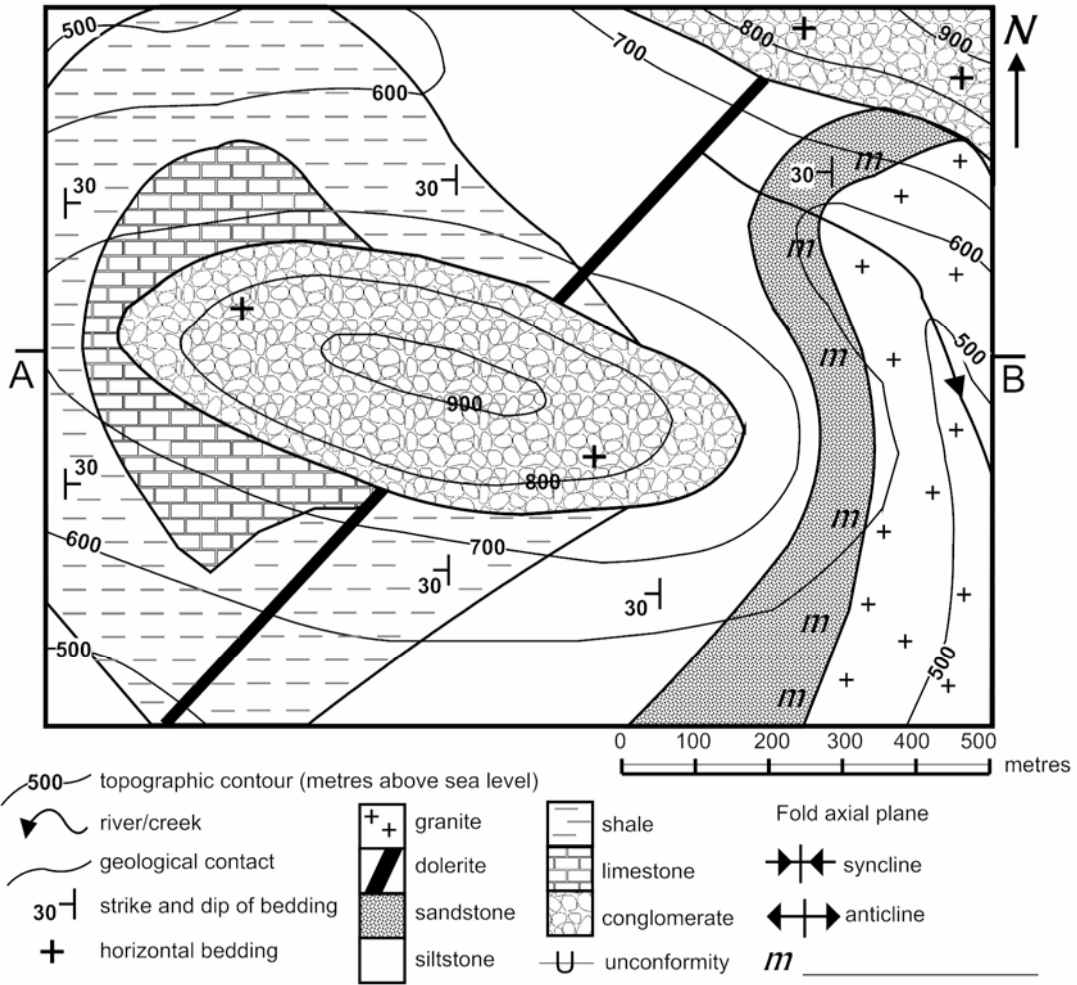 500
700
800
900
N
600
30
30
30
m
m
600
A
500
B
m
900
800
30
m
600
700
30
30
m
500
500
m
0 100 200 300 400 500
metres
500 topographic contour (metres above sea level)
river/creek
geological contact
30 strike and dip of bedding
horizontal bedding
granite
dolerite
sandstone
siltstone
shale
limestone
conglomerate
U unconformity
Fold axial plane
syncline
anticline
m